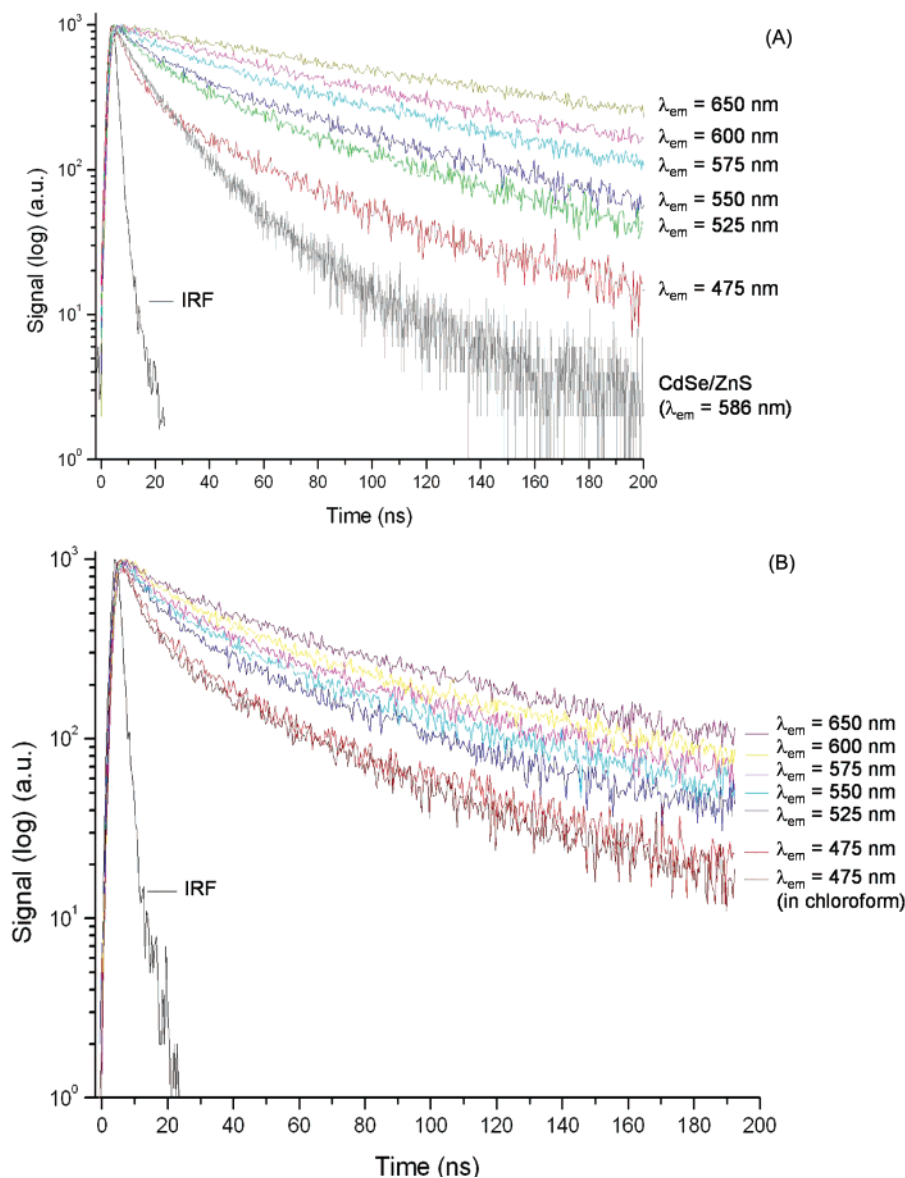 (A)
10³
10²
10¹
10⁰
Signal (log) (a.u.)
IRF
λem = 650 nm
λem = 600 nm
λem = 575 nm
λem = 550 nm
λem = 525 nm
λem = 475 nm
CdSe/ZnS
(λem = 586 nm)
0 20 40 60 80 100 120 140 160 180 200
Time (ns)
(B)
10³
10²
10¹
10⁰
Signal (log) (a.u.)
IRF
λem = 650 nm
λem = 600 nm
λem = 575 nm
λem = 550 nm
λem = 525 nm
λem = 475 nm
λem = 475
(in chloroform)
0 20 40 60 80 100 120 140 160 180 200
Time (ns)